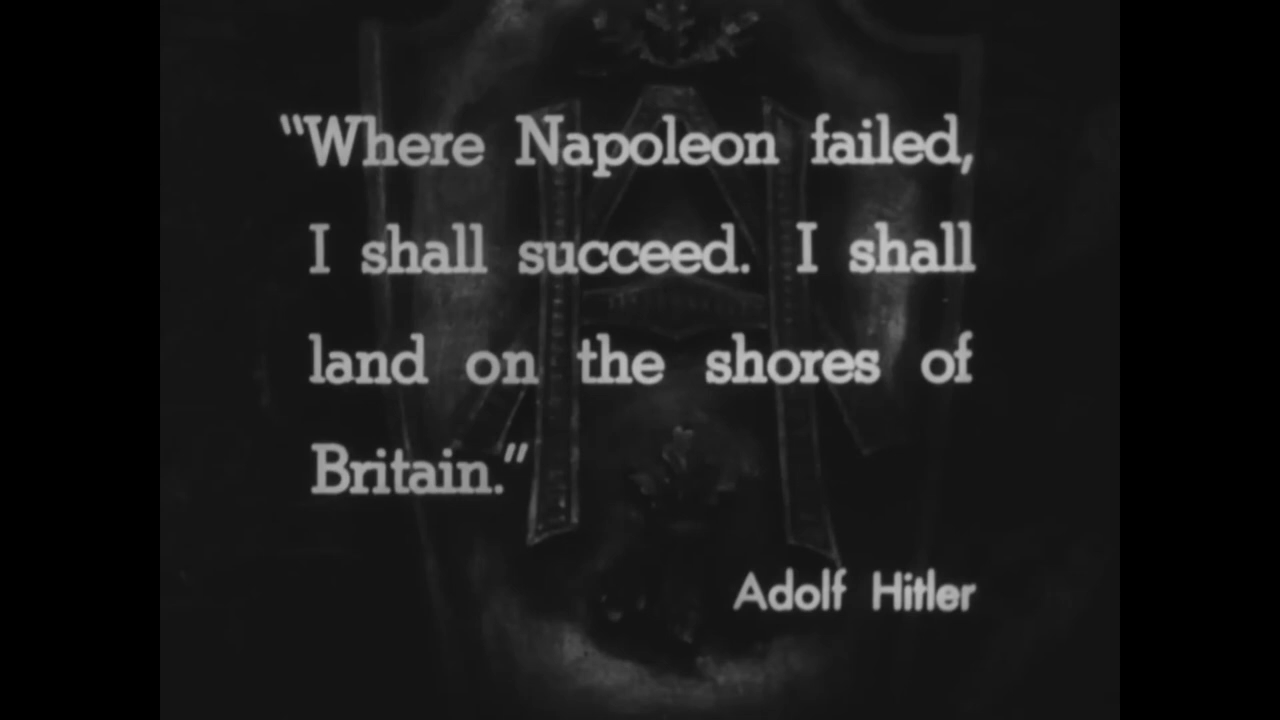 “Where Napoleon failed,
I shall succeed. I shall
land on the shores of
Britain.”
Adolf Hitler